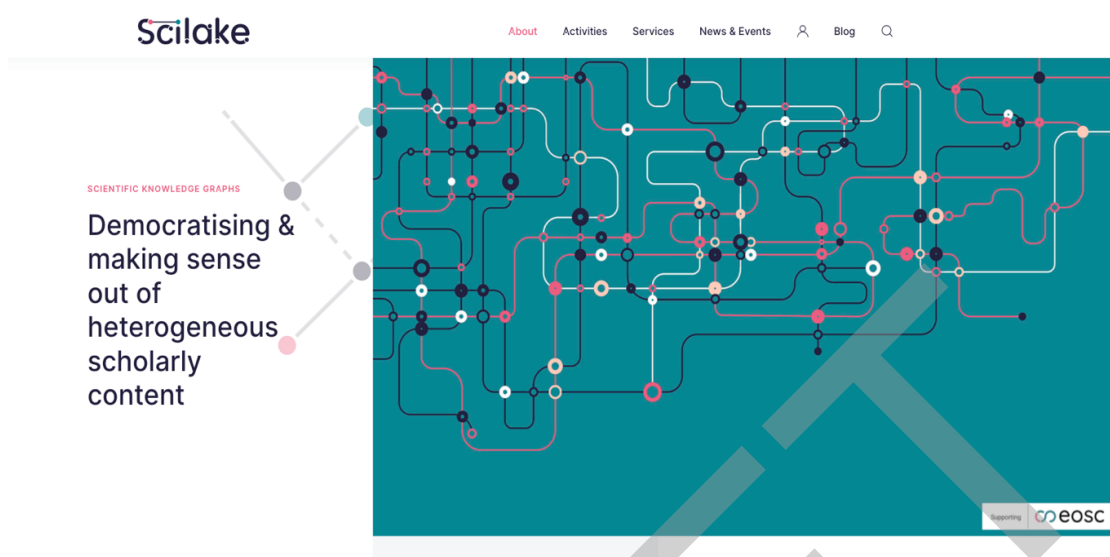 Scilake
About Activities Services News & Events Blog
SCIENTIFIC KNOWLEDGE GRAPHS
Democratising &
making sense
out of
heterogeneous
scholarly
content
Supporting eosc